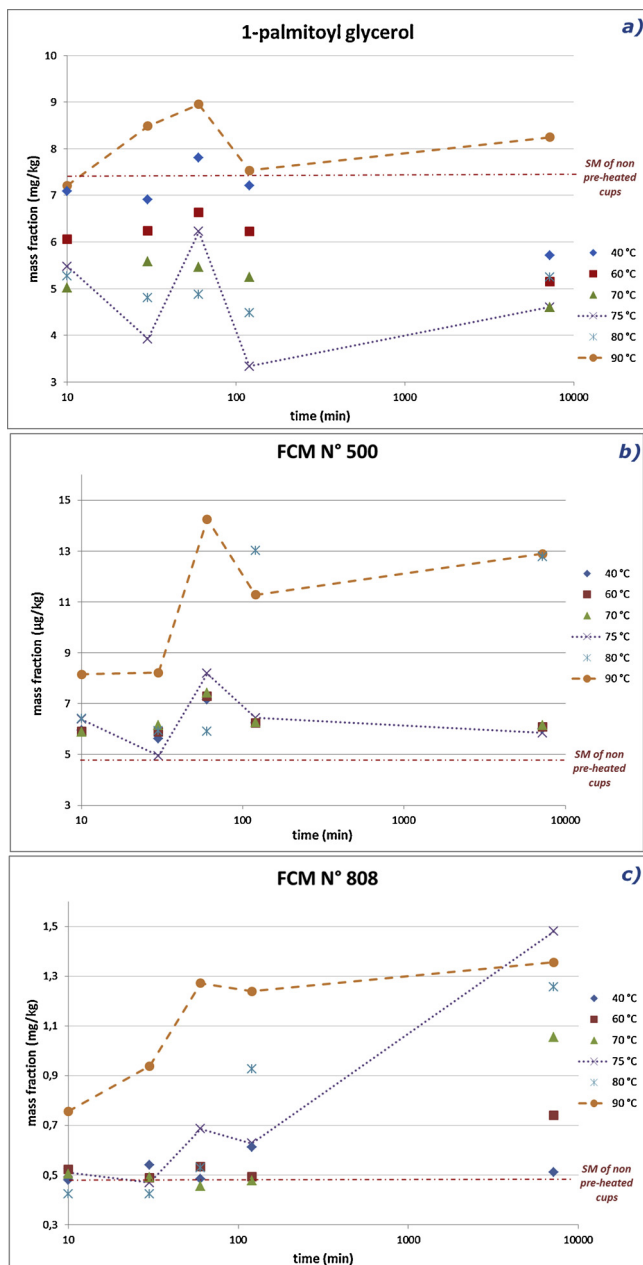 1-palmitoyl glycerol
a)
10
9
8
7
6
5
4
3
mass fraction (mg/kg)
SM of non
pre-heated
cups
40 °C
60 °C
70 °C
75 °C
80 °C
90 °C
10
100
1000
10000
time (min)
FCM N° 500
b)
15
13
11
9
7
5
3
mass fraction (µg/kg)
40 °C
60 °C
70 °C
75 °C
80 °C
90 °C
SM of non
pre-heated
cups
10
100
1000
10000
time (min)
FCM N° 808
c)
1,5
1,3
1,1
0,9
0,7
0,5
0,3
mass fraction (mg/kg)
40 °C
60 °C
70 °C
75 °C
80 °C
90 °C
SM of non
pre-heated
cups
10
100
1000
10000
time (min)